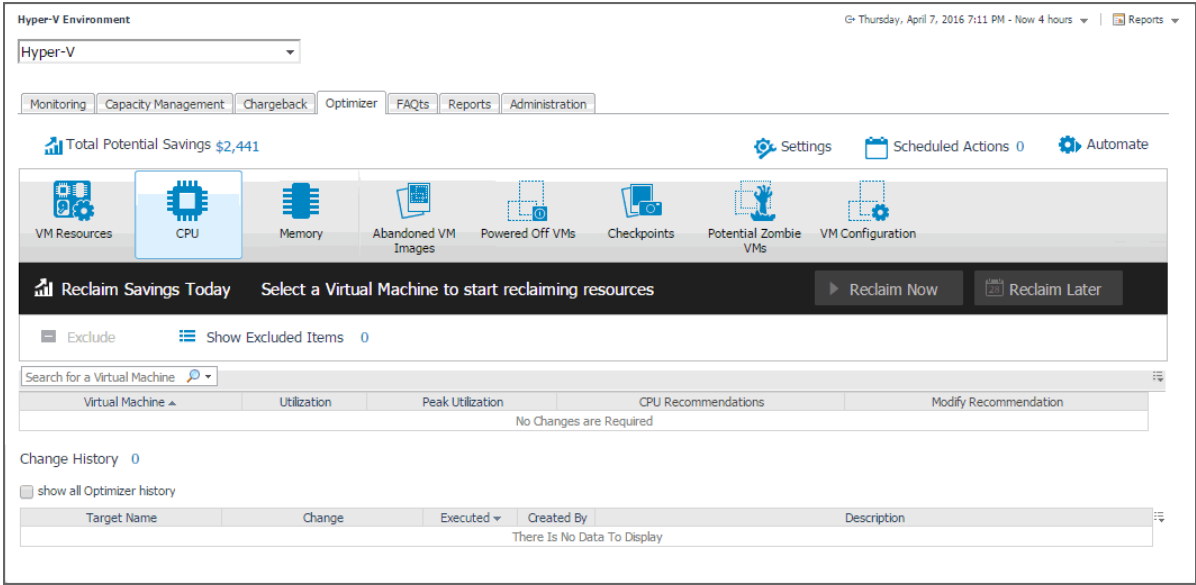 Hyper-V Environment
Thursday, April 7, 2016 7:11 PM - Now 4 hours | Reports
Hyper-V
Monitoring Capacity Management Chargeback Optimizer FAQts Reports Administration
Total Potential Savings $2,441 Settings Scheduled Actions 0 Automate
VM Resources CPU Memory Abandoned VM Powered Off VMs Checkpoints Potential Zombie VM Configuration
Images VMs
Reclaim Savings Today Select a Virtual Machine to start reclaiming resources Reclaim Now 28 Reclaim Later
Exclude Show Excluded Items 0
Search for a Virtual Machine
Virtual Machine Utilization Peak Utilization CPU Recommendations Modify Recommendation
No Changes are Required
Change History 0
show all Optimizer history
Target Name Change Executed Created By Description
There Is No Data To Display